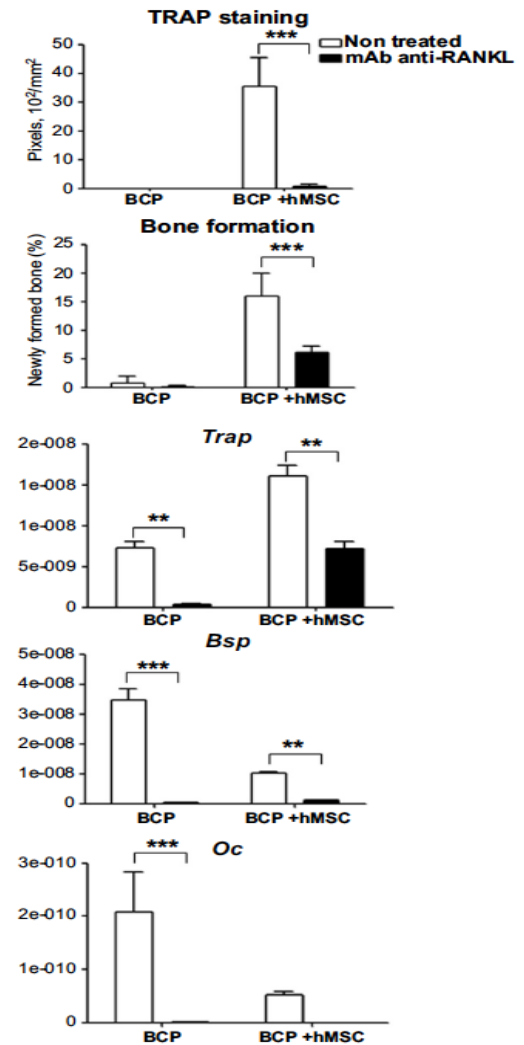 TRAP staining
Non treated
mAb anti-RANKL
***
Pixels, 10²/mm²
50
40
30
20
10
0
BCP
BCP +hMSC
Bone formation
***
Newly formed bone (%)
25
20
15
10
5
0
BCP
BCP +hMSC
Trap
2e-008
1e-008
1e-008
5e-009
0
**
**
BCP
BCP +hMSC
Bsp
5e-008
4e-008
3e-008
2e-008
1e-008
0
***
**
BCP
BCP +hMSC
Oc
3e-010
2e-010
1e-010
0
***
BCP
BCP +hMSC